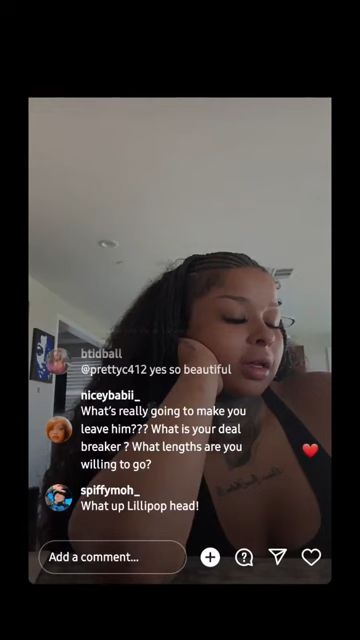 btidball
@prettyc412 yes so beautiful
niceybabii_
What's really going to make you
leave him??? What is your deal
breaker ? What lengths are you
willing to go?
spiffymoh_
What up Lillipop head!
Add a comment...